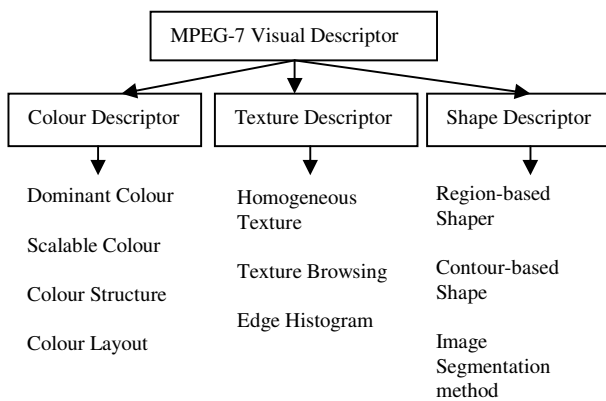 MPEG-7 Visual Descriptor
Colour Descriptor
Texture Descriptor
Shape Descriptor
Dominant Colour
Scalable Colour
Colour Structure
Colour Layout
Homogeneous
Texture
Texture Browsing
Edge Histogram
Region-based
Shaper
Contour-based
Shape
Image
Segmentation
method